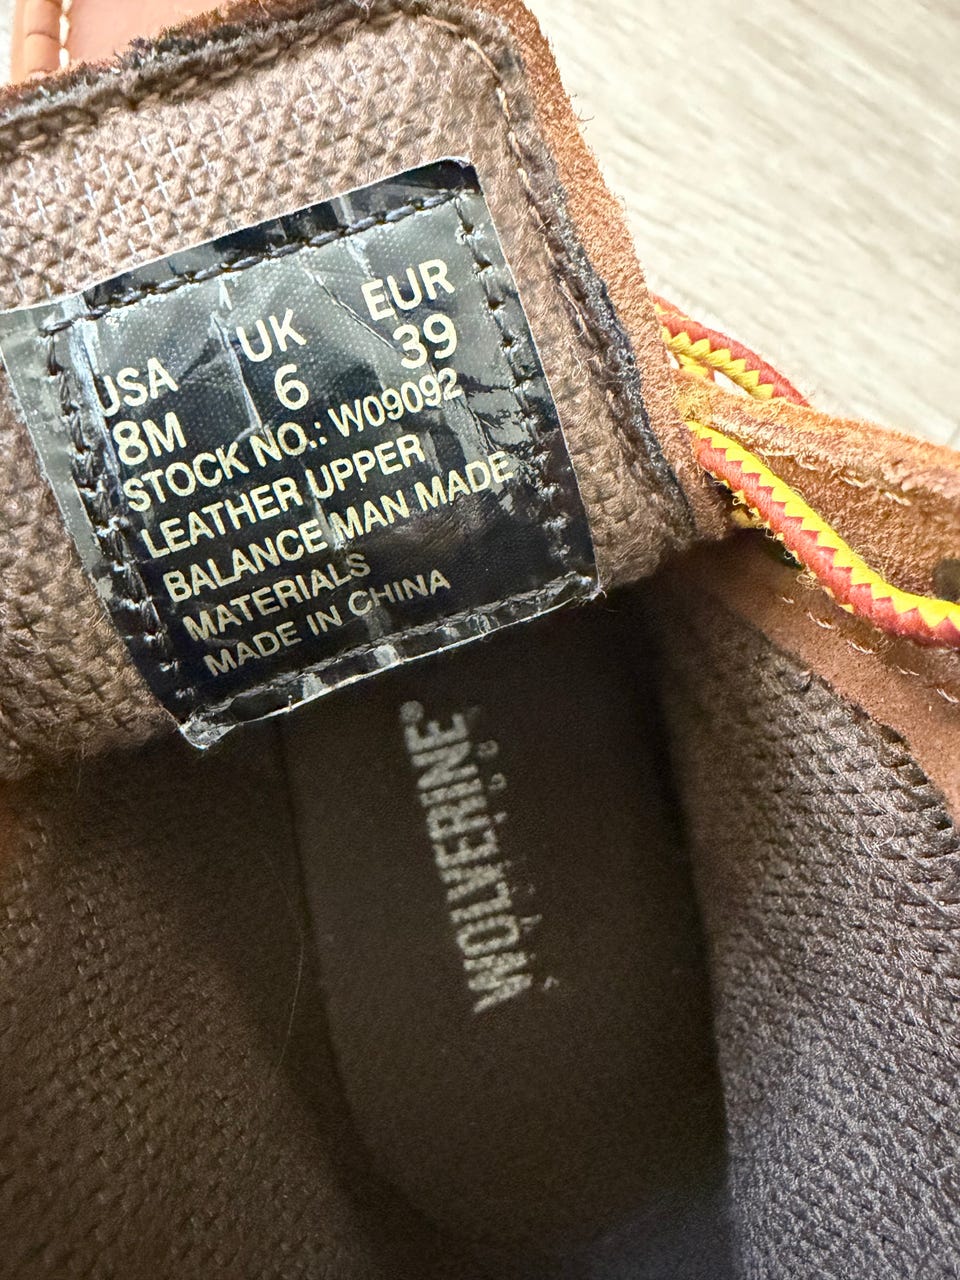 USA UK EUR
8M 6 39
STOCK NO.: W09092
LEATHER UPPER
BALANCE MAN MADE
MATERIALS
MADE IN CHINA
WOLVERINE®